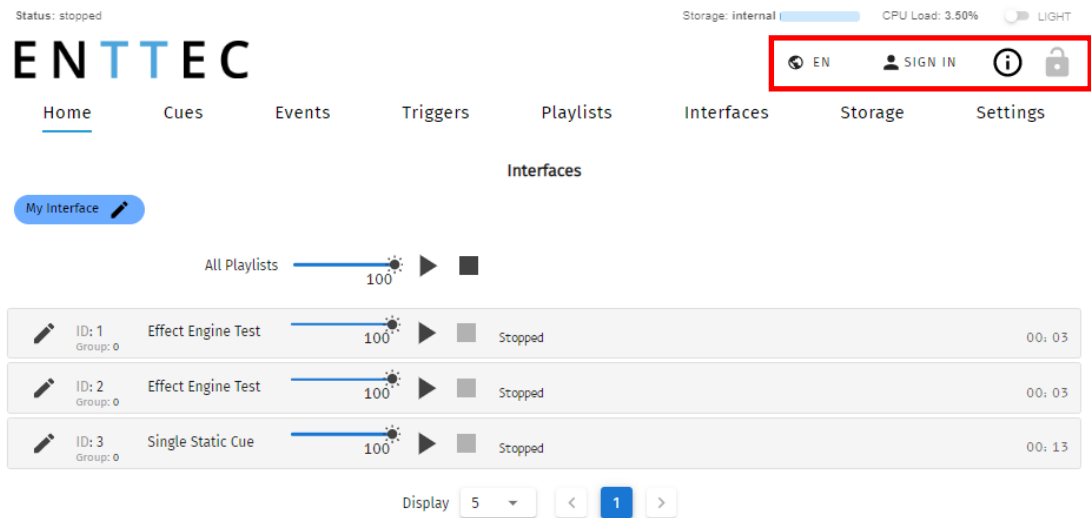 Status: stopped Storage: internal CPU Load: 3.50% LIGHT
ENTTEC
EN SIGN IN
Home Cues Events Triggers Playlists Interfaces Storage Settings
Interfaces
My Interface
All Playlists 100
ID: 1 Effect Engine Test 100 Stopped 00:03
Group: 0
ID: 2 Effect Engine Test 100 Stopped 00:03
Group: 0
ID: 3 Single Static Cue 100 Stopped 00:13
Group: 0
Display 5 < 1 >